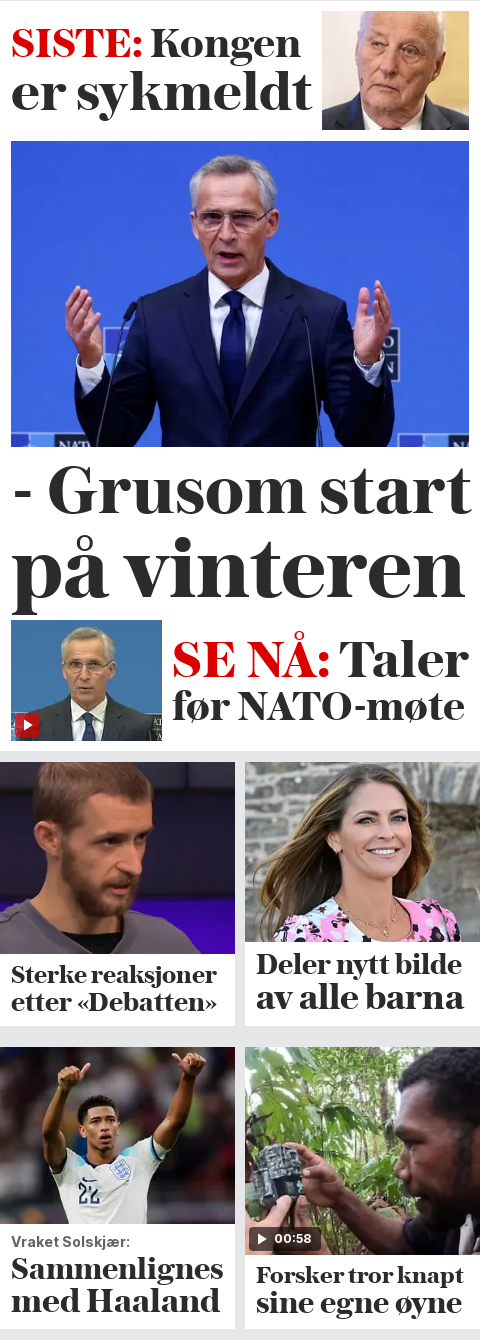 SISTE: Kongen
er sykmeldt
- Grusom start
på vinteren
SE NÅ: Taler
før NATO-møte
Sterke reaksjoner
etter «Debatten»
Deler nytt bilde
av alle barna
22
Vraket Solskjær:
Sammenlignes
med Haaland
00:58
Forsker tror knapt
sine egne øyne